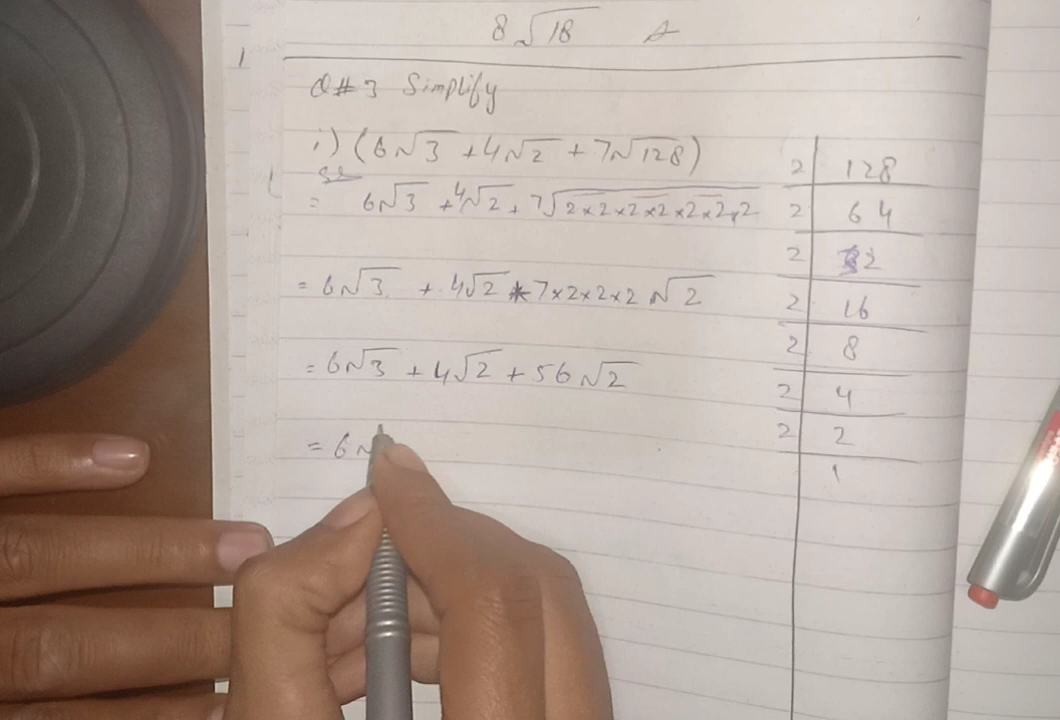 8√18
Q#3 Simplify
i) (6√3 + 4√2 + 7√128)
= 6√3 + 4√2 + 7√2×2×2×2×2×2×2
= 6√3 + 4√2 * 7×2×2×2 √2
= 6√3 + 4√2 + 56√2
= 6√
2 | 128
2 | 64
2 | 32
2 | 16
2 | 8
2 | 4
2 | 2
| 1